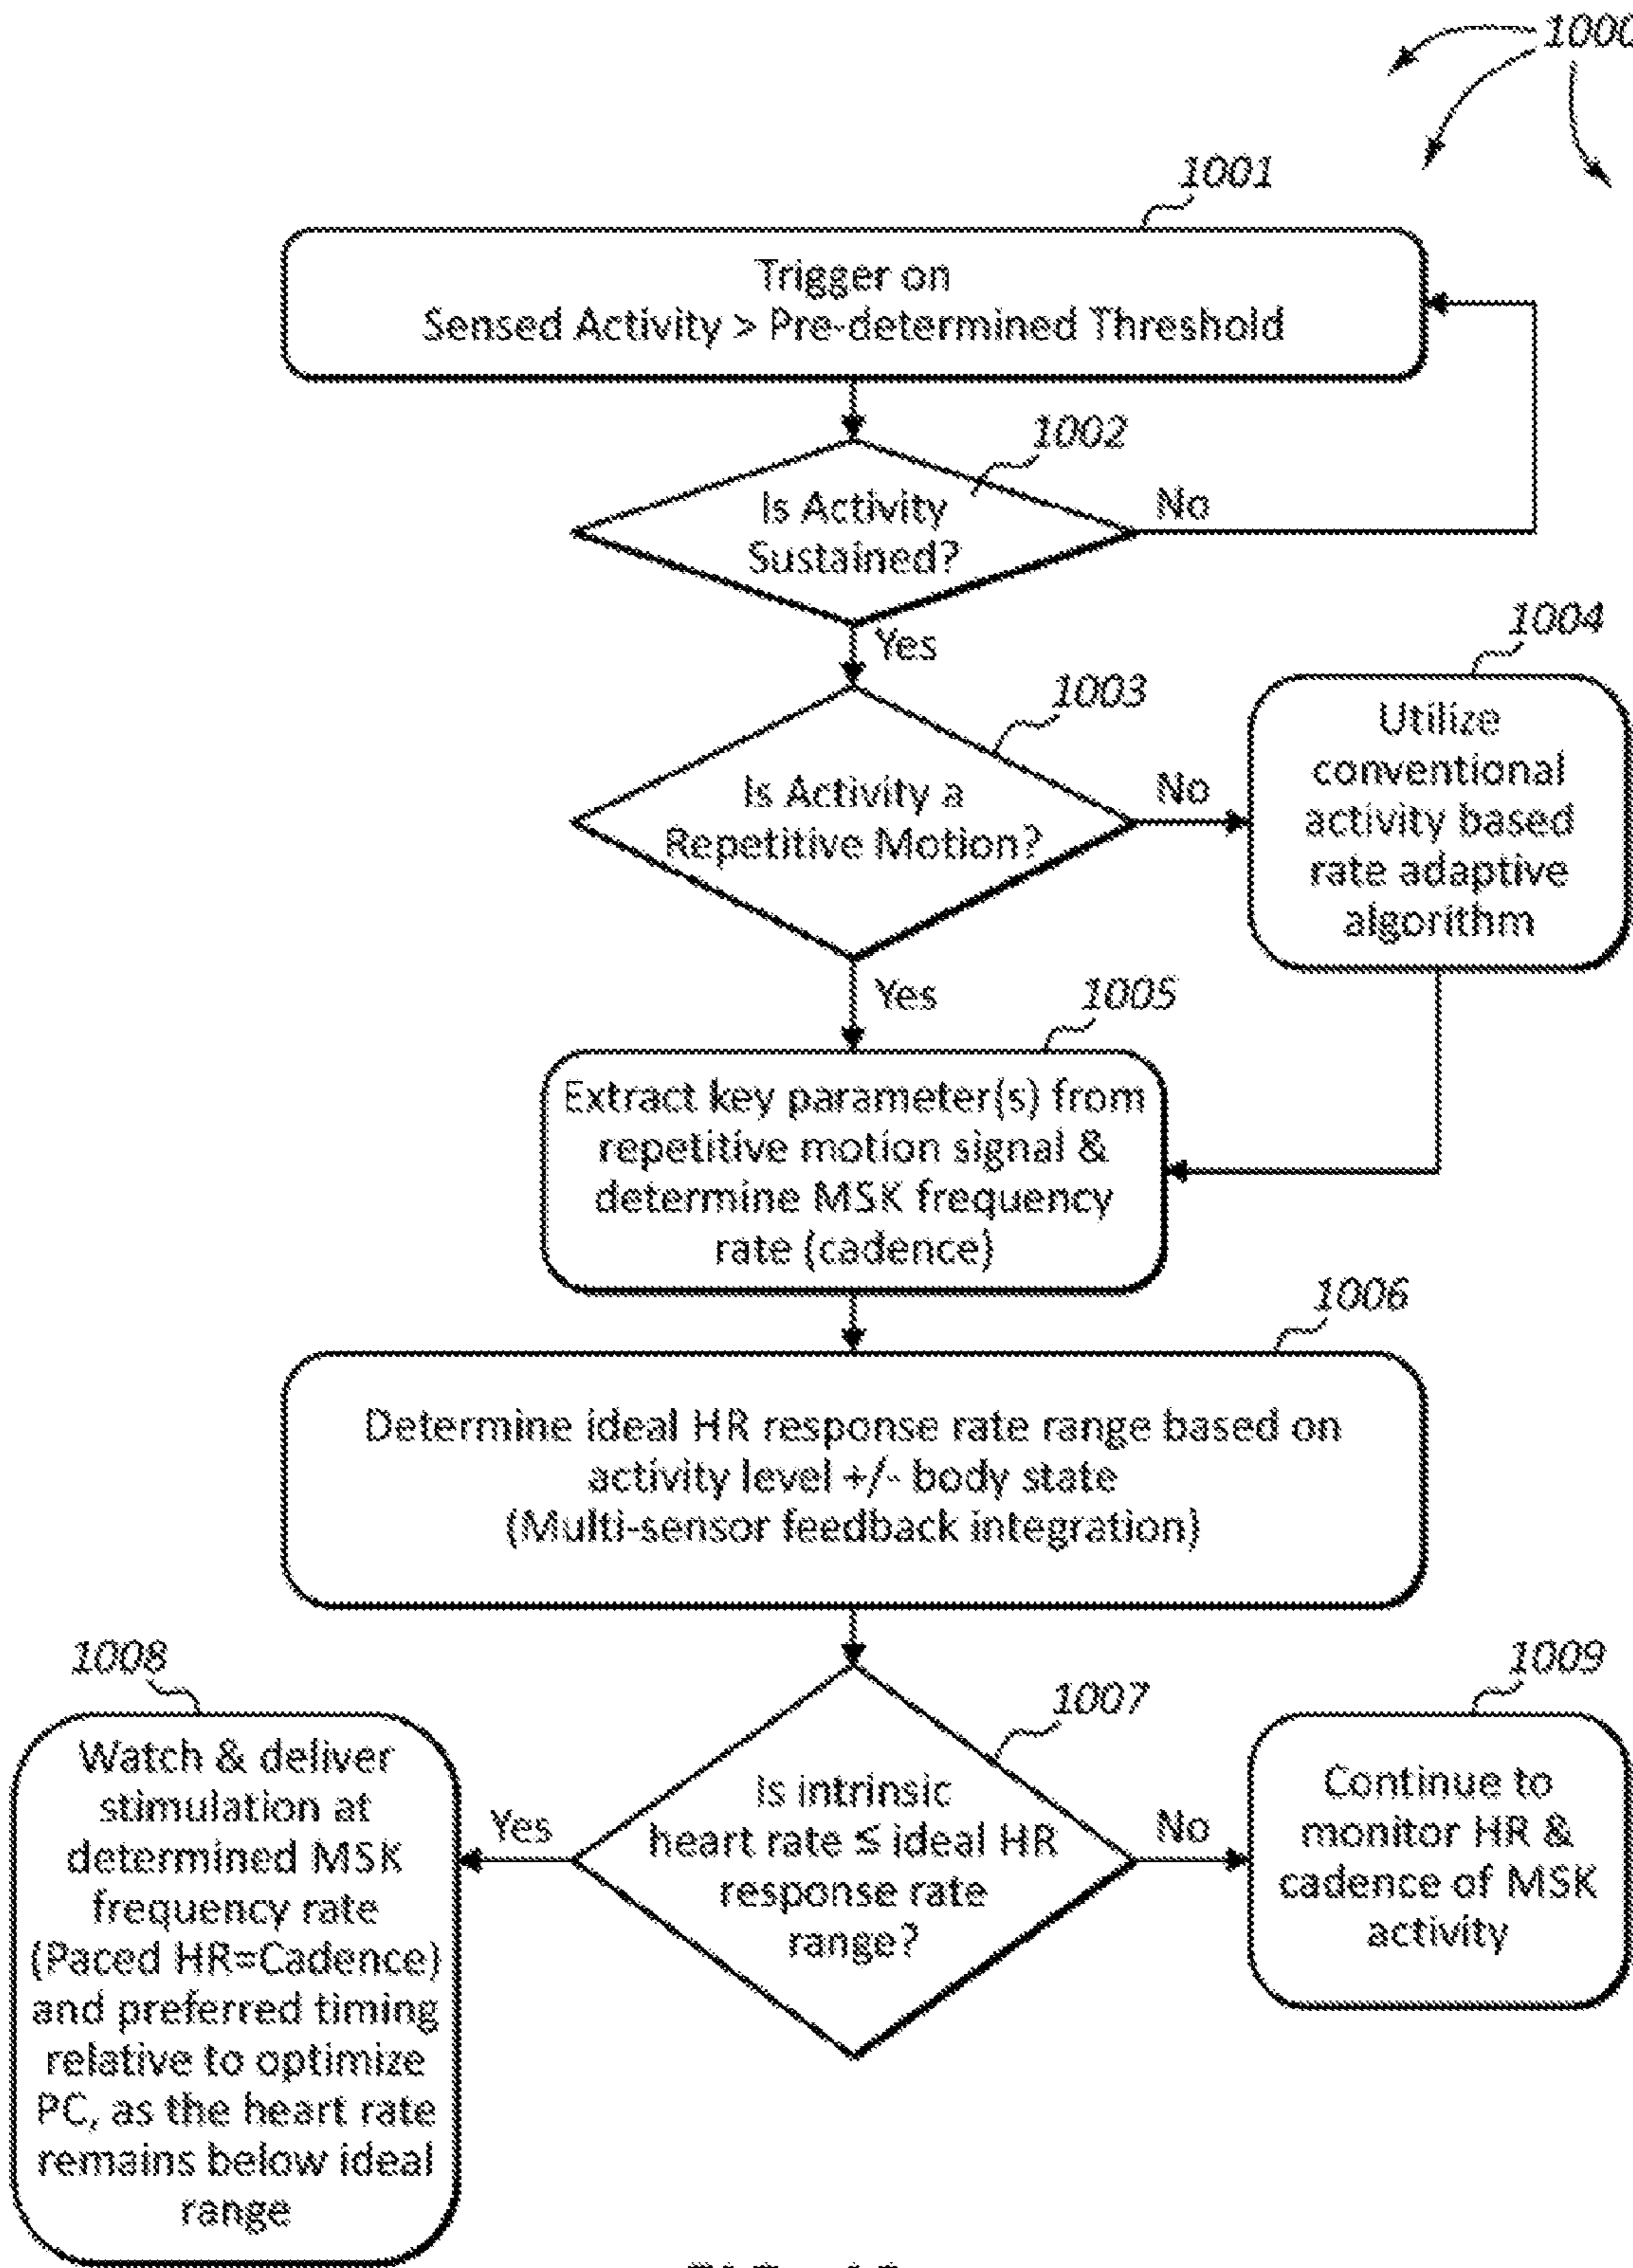 1000
1001
Trigger on
Sensed Activity > Pre-determined Threshold
1002
Is Activity
Sustained?
No
Yes
1003
Is Activity a
Repetitive Motion?
No
1004
Utilize
conventional
activity based
rate adaptive
algorithm
Yes
1005
Extract key parameter(s) from
repetitive motion signal &
determine MSK frequency
rate (cadence)
1006
Determine ideal HR response rate range based on
activity level +/- body state
(Multi-sensor feedback integration)
1007
Is intrinsic
heart rate ≤ ideal HR
response rate
range?
Yes
1008
Watch & deliver
stimulation at
determined MSK
frequency rate
(Paced HR=Cadence)
and preferred timing
relative to optimize
PC, as the heart rate
remains below ideal
range
No
1009
Continue to
monitor HR &
cadence of MSK
activity